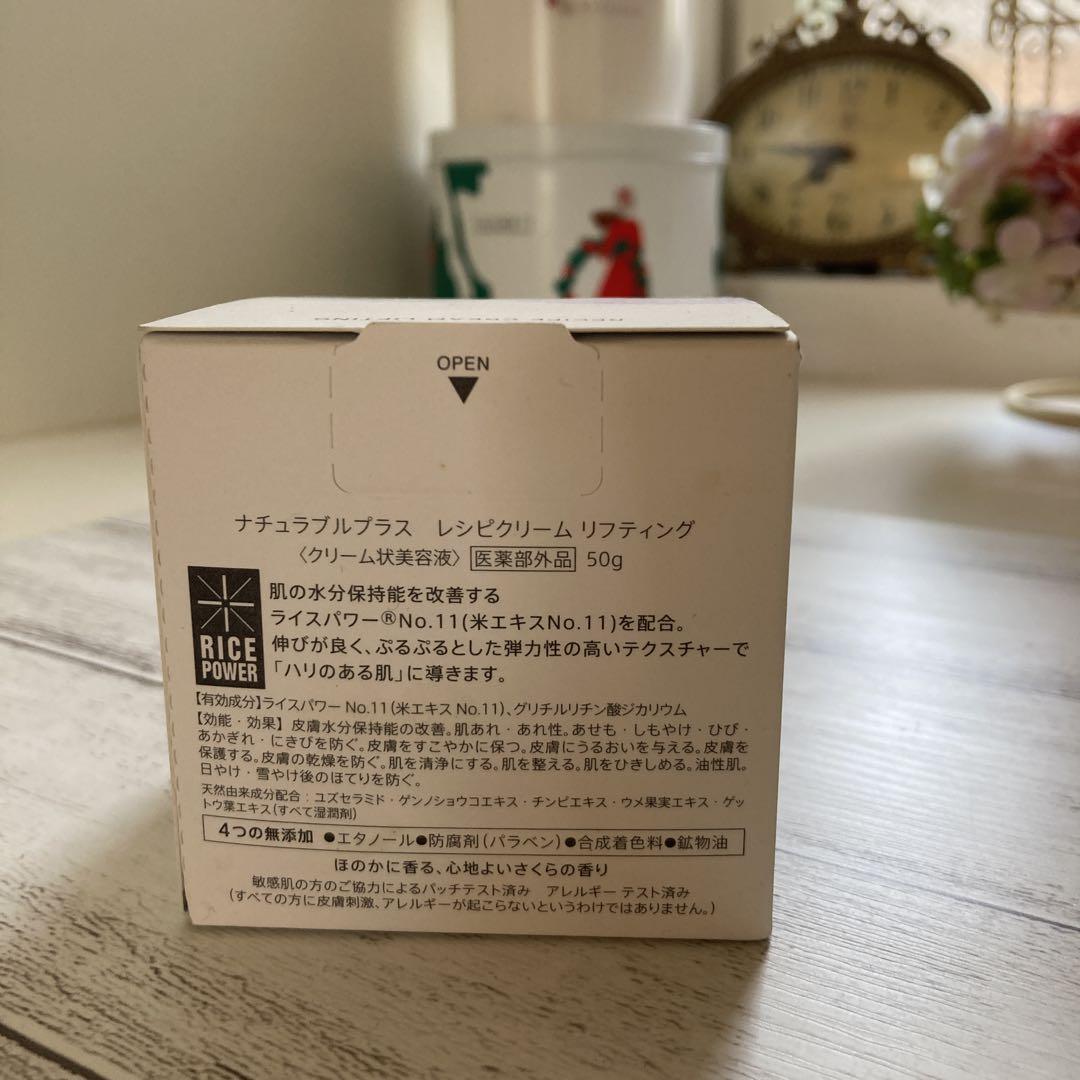 RECIPE CREAM LIFTING
OPEN
ナチュラブルプラス　レシピクリーム リフティング
〈クリーム状美容液〉 医薬部外品 50g
RICE
POWER
肌の水分保持能を改善する
ライスパワー®No.11(米エキスNo.11)を配合。
伸びが良く、ぷるぷるとした弾力性の高いテクスチャーで
「ハリのある肌」に導きます。
【有効成分】ライスパワー No.11(米エキス No.11)、グリチルリチン酸ジカリウム
【効能・効果】 皮膚水分保持能の改善。肌あれ・あれ性。あせも・しもやけ・ひび・
あかぎれ・にきびを防ぐ。皮膚をすこやかに保つ。皮膚にうるおいを与える。皮膚を
保護する。皮膚の乾燥を防ぐ。肌を清浄にする。肌を整える。肌をひきしめる。油性肌。
日やけ・雪やけ後のほてりを防ぐ。
天然由来成分配合：ユズセラミド・ゲンノショウコエキス・チンピエキス・ウメ果実エキス・ゲッ
トウ葉エキス(すべて湿潤剤)
4つの無添加 ●エタノール●防腐剤(パラベン)●合成着色料●鉱物油
ほのかに香る、心地よいさくらの香り
敏感肌の方のご協力によるパッチテスト済み　アレルギー テスト済み
(すべての方に皮膚刺激、アレルギーが起こらないというわけではありません。)